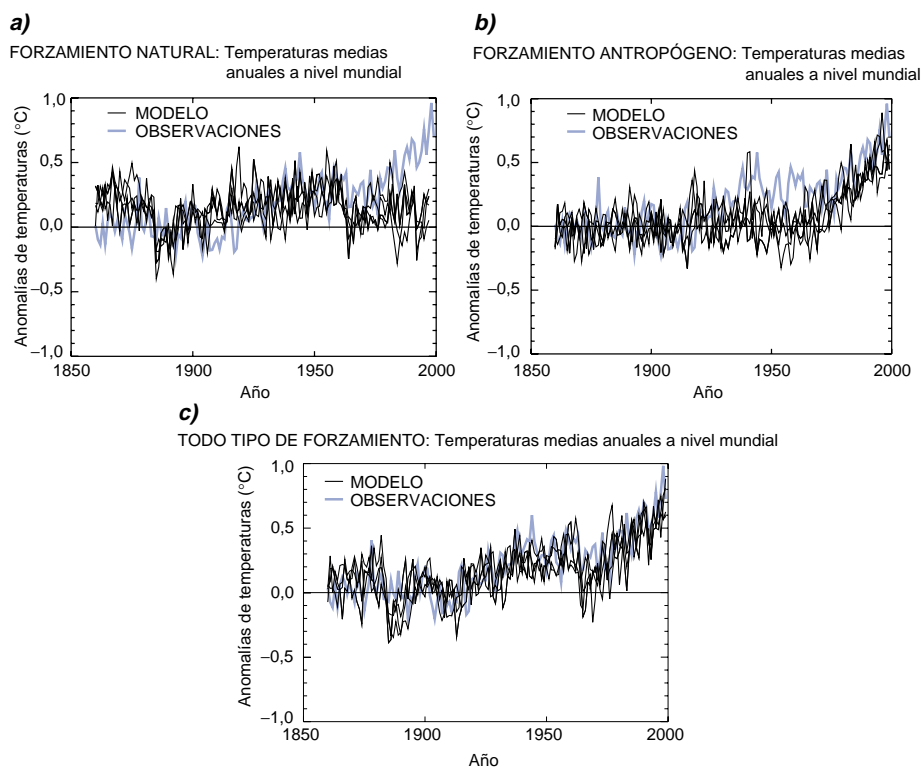 a)
FORZAMIENTO NATURAL: Temperaturas medias
anuales a nivel mundial
Anomalías de temperaturas (°C)
1,0
0,5
0,0
–0,5
–1,0
MODELO
OBSERVACIONES
1850
1900
1950
2000
Año
b)
FORZAMIENTO ANTROPÓGENO: Temperaturas medias
anuales a nivel mundial
Anomalías de temperaturas (°C)
1,0
0,5
0,0
–0,5
–1,0
MODELO
OBSERVACIONES
1850
1900
1950
2000
Año
c)
TODO TIPO DE FORZAMIENTO: Temperaturas medias anuales a nivel mundial
Anomalías de temperaturas (°C)
1,0
0,5
0,0
–0,5
–1,0
MODELO
OBSERVACIONES
1850
1900
1950
2000
Año